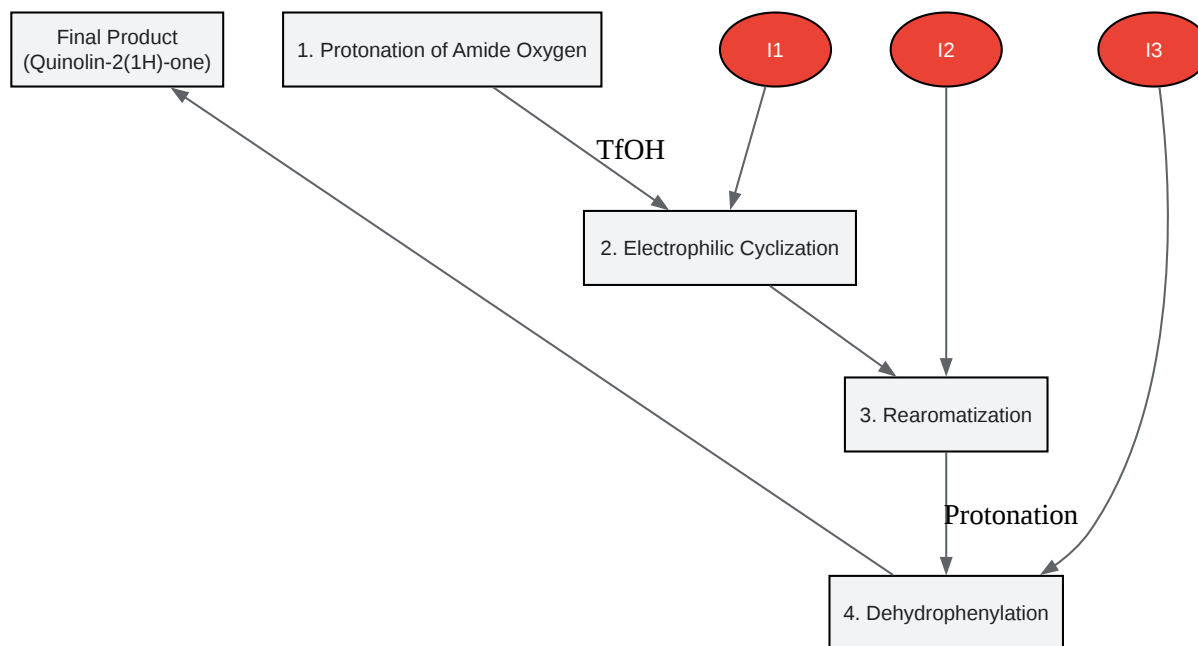 Final Product
(Quinolin-2(1H)-one)
1. Protonation of Amide Oxygen
I1
I2
I3
TfOH
2. Electrophilic Cyclization
3. Rearomatization
Protonation
4. Dehydrophenylation